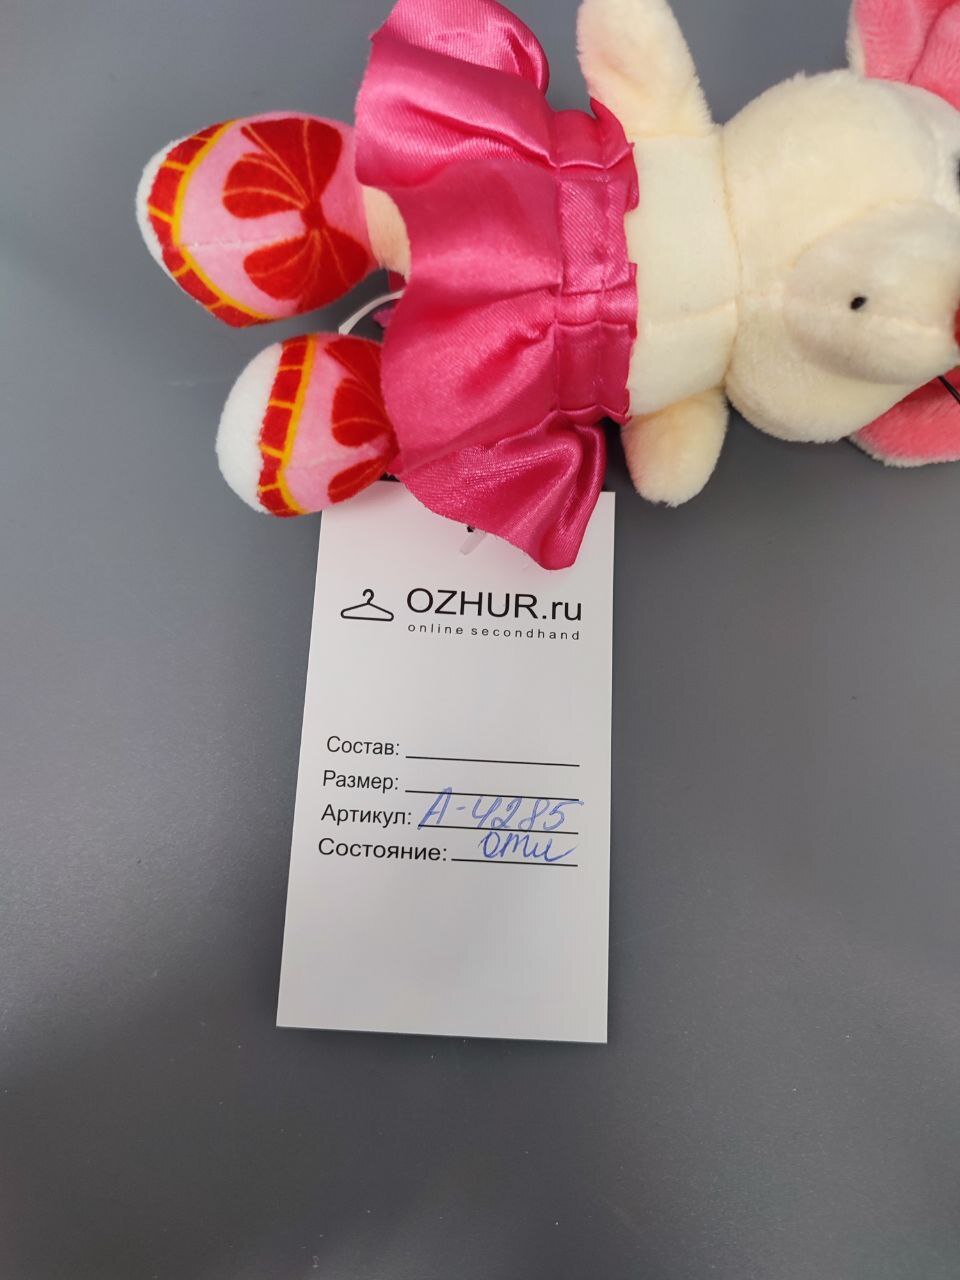 OZHUR.ru
online secondhand
Состав:
Размер:
Артикул: А-4285
Состояние: отл